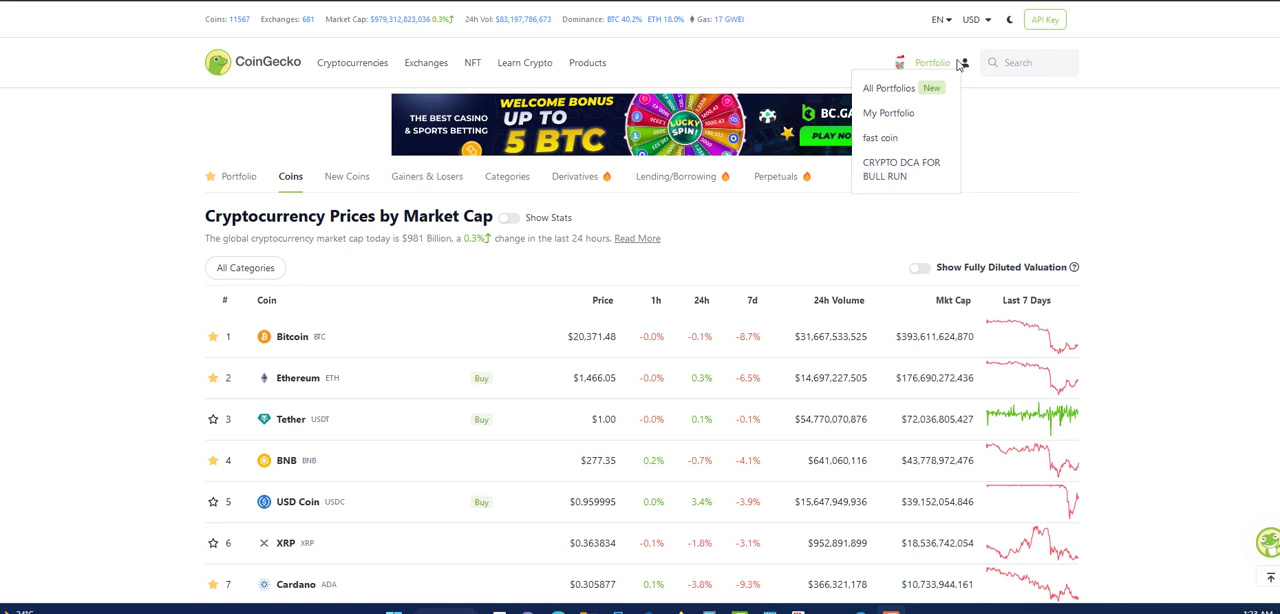 Coins: 11567 Exchanges: 681 Market Cap: $979,312,823,036 0.3% 24h Vol: $83,197,786,673 Dominance: BTC 40.2% ETH 18.0% Gas: 17 GWEI EN USD API Key
CoinGecko Cryptocurrencies Exchanges NFT Learn Crypto Products Portfolio Search
All Portfolios New
My Portfolio
fast coin
CRYPTO DCA FOR
BULL RUN
THE BEST CASINO
& SPORTS BETTING
WELCOME BONUS
UP TO
5 BTC
LUCKY
SPIN!
BC.GA
PLAY NO
Portfolio Coins New Coins Gainers & Losers Categories Derivatives Lending/Borrowing Perpetuals
Cryptocurrency Prices by Market Cap Show Stats
The global cryptocurrency market cap today is $981 Billion, a 0.3% change in the last 24 hours. Read More
All Categories Show Fully Diluted Valuation ?
# Coin Price 1h 24h 7d 24h Volume Mkt Cap Last 7 Days
1 Bitcoin BTC $20,371.48 -0.0% -0.1% -8.7% $31,667,533,525 $393,611,624,870
2 Ethereum ETH Buy $1,466.05 -0.0% 0.3% -6.5% $14,697,227,505 $176,690,272,436
3 Tether USDT Buy $1.00 -0.0% 0.1% -0.1% $54,770,070,876 $72,036,805,427
4 BNB BNB $277.35 0.2% -0.7% -4.1% $641,060,116 $43,778,972,476
5 USD Coin USDC Buy $0.959995 0.0% 3.4% -3.9% $15,647,949,936 $39,152,054,846
6 XRP XRP $0.363834 -0.1% -1.8% -3.1% $952,891,899 $18,536,742,054
7 Cardano ADA $0.305877 0.1% -3.8% -9.3% $366,321,178 $10,733,944,161